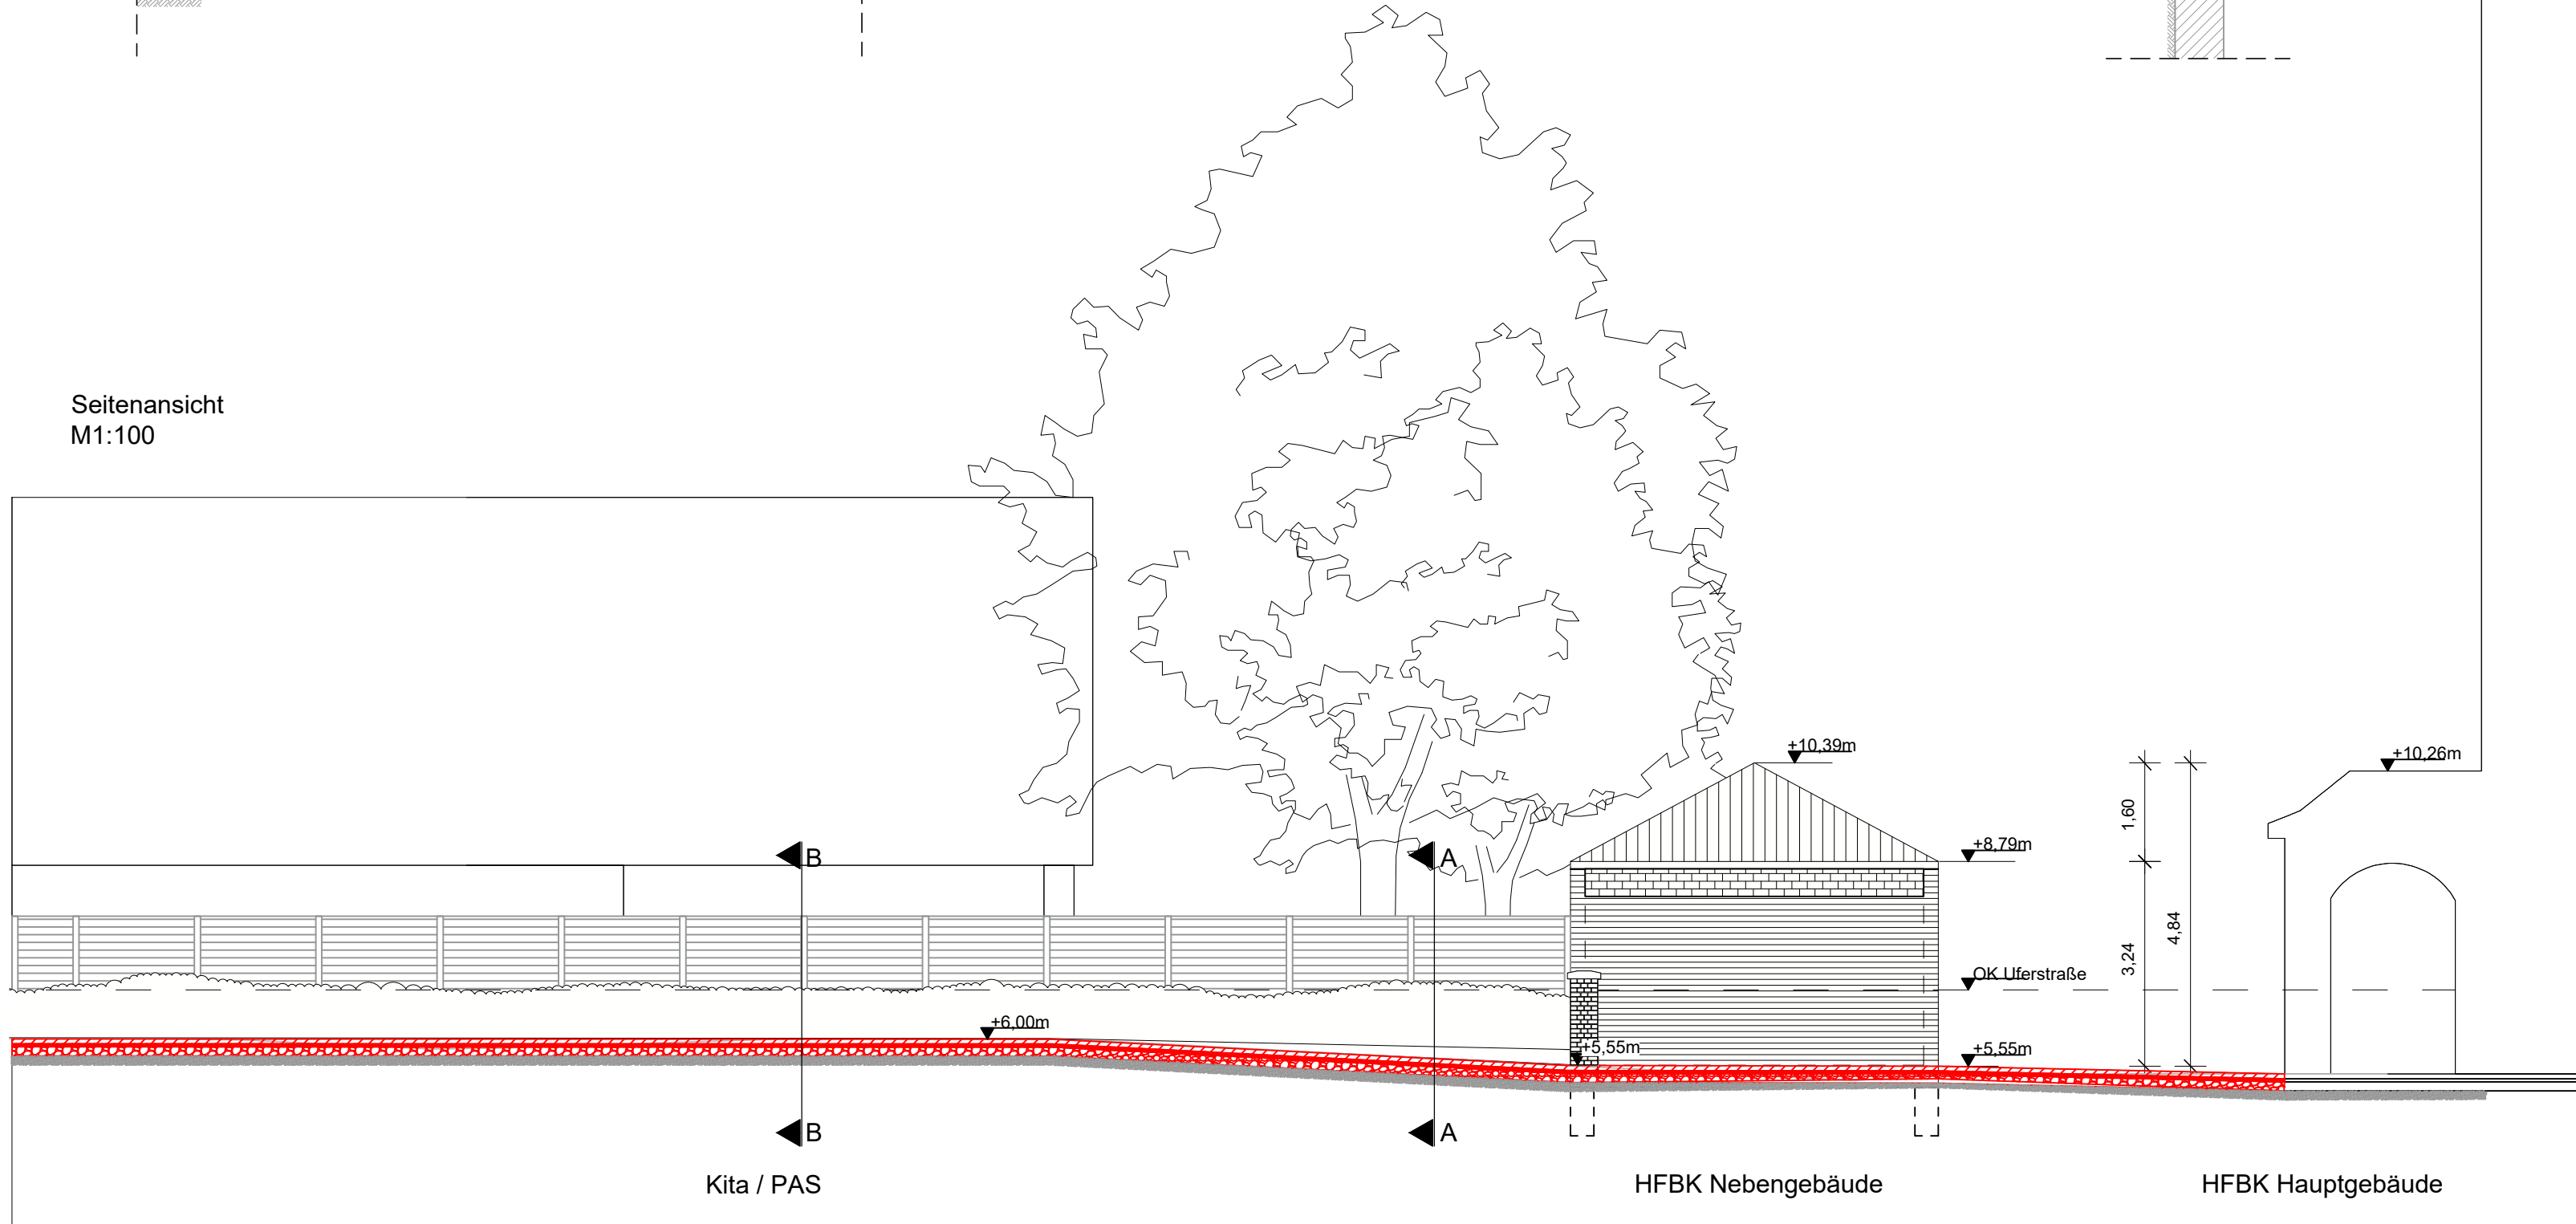 Seitenansicht
M1:100
+10,39m
+10,26m
1,60
+8,79m
B
A
4,84
3,24
OK Uferstraße
+6,00m
+5,55m
+5,55m
B
A
Kita / PAS
HFBK Nebengebäude
HFBK Hauptgebäude